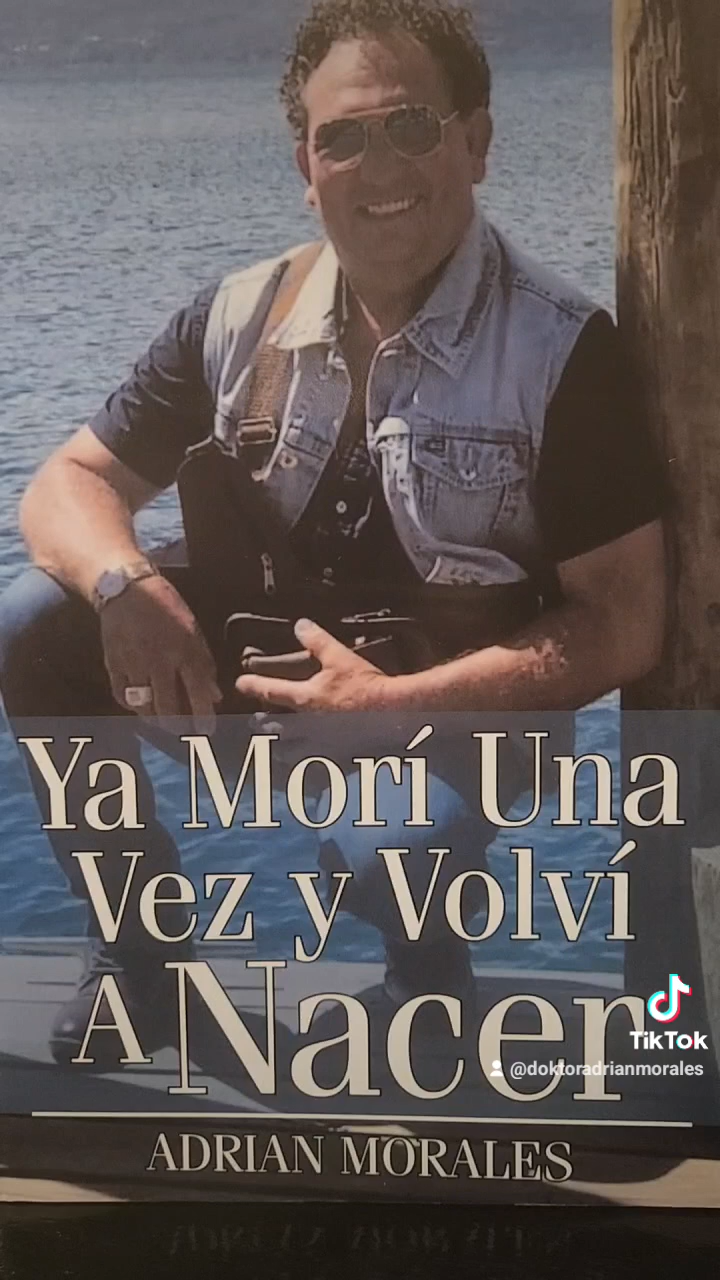 Ya Morí Una
Vez y Volví
A Nacer
ADRIAN MORALES
TikTok
@doktoradrianmorales